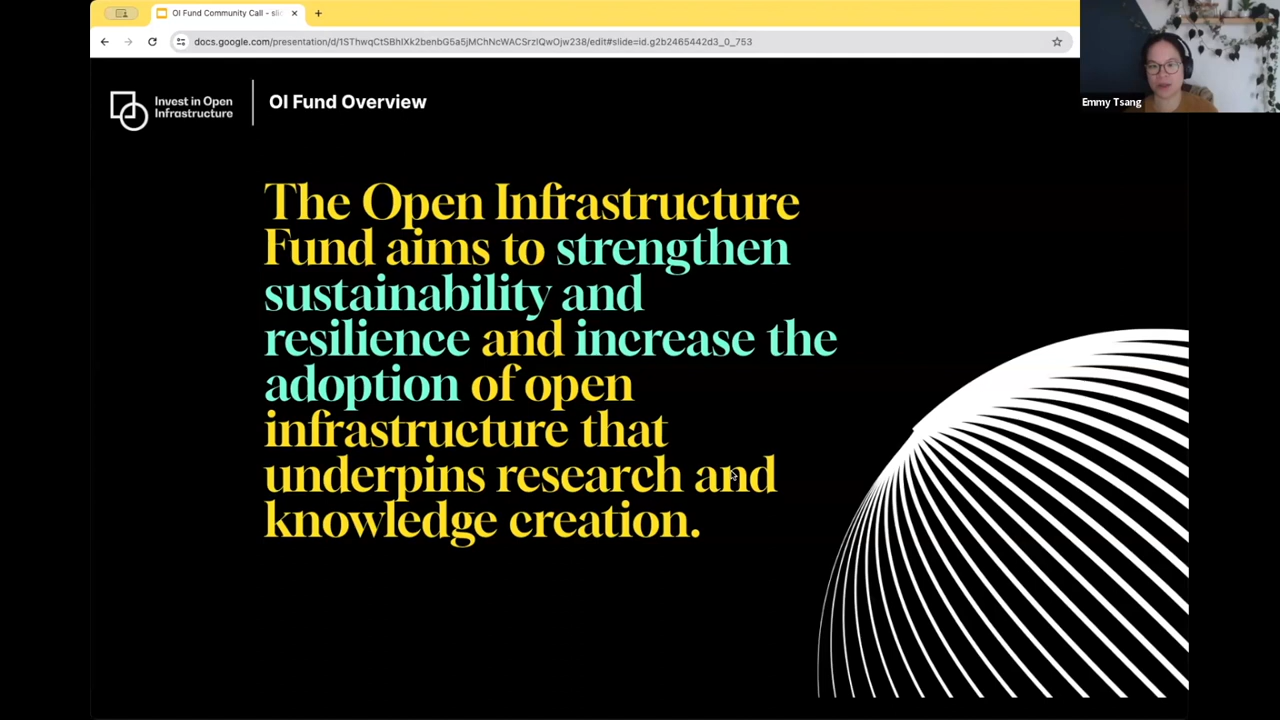 OI Fund Community Call - sli
docs.google.com/presentation/d/1SThwqCtSBhIXk2benbG5a5jMChNcWACSrzIQwOjw238/edit#slide=id.g2b2465442d3_0_753
Emmy Tsang
Invest in Open
Infrastructure
OI Fund Overview
The Open Infrastructure
Fund aims to strengthen
sustainability and
resilience and increase the
adoption of open
infrastructure that
underpins research and
knowledge creation.